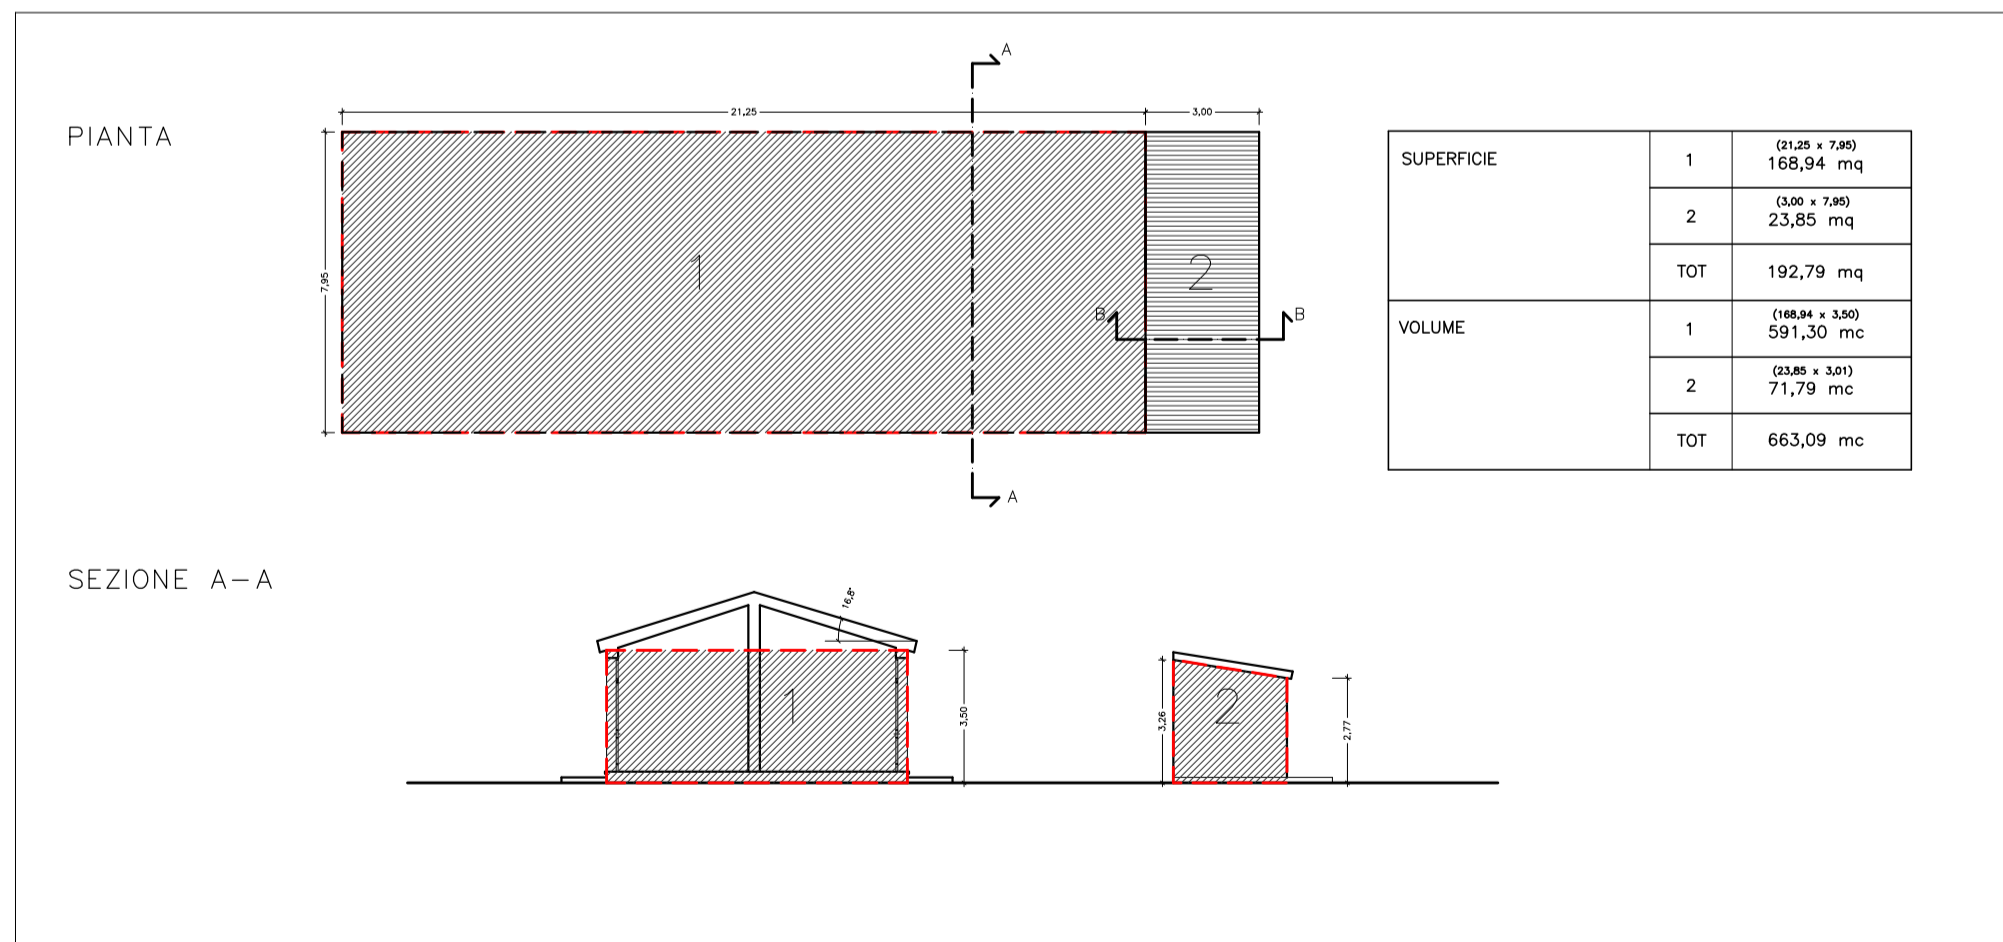 A
21,25
3,00
PIANTA
7,95
1
2
B
B
A
SUPERFICIE
1
(21,25 x 7,95)
168,94 mq
2
(3,00 x 7,95)
23,85 mq
TOT
192,79 mq
VOLUME
1
(168,94 x 3,50)
591,30 mc
2
(23,85 x 3,01)
71,79 mc
TOT
663,09 mc
SEZIONE A-A
16,8°
1
3,50
3,26
2
2,77